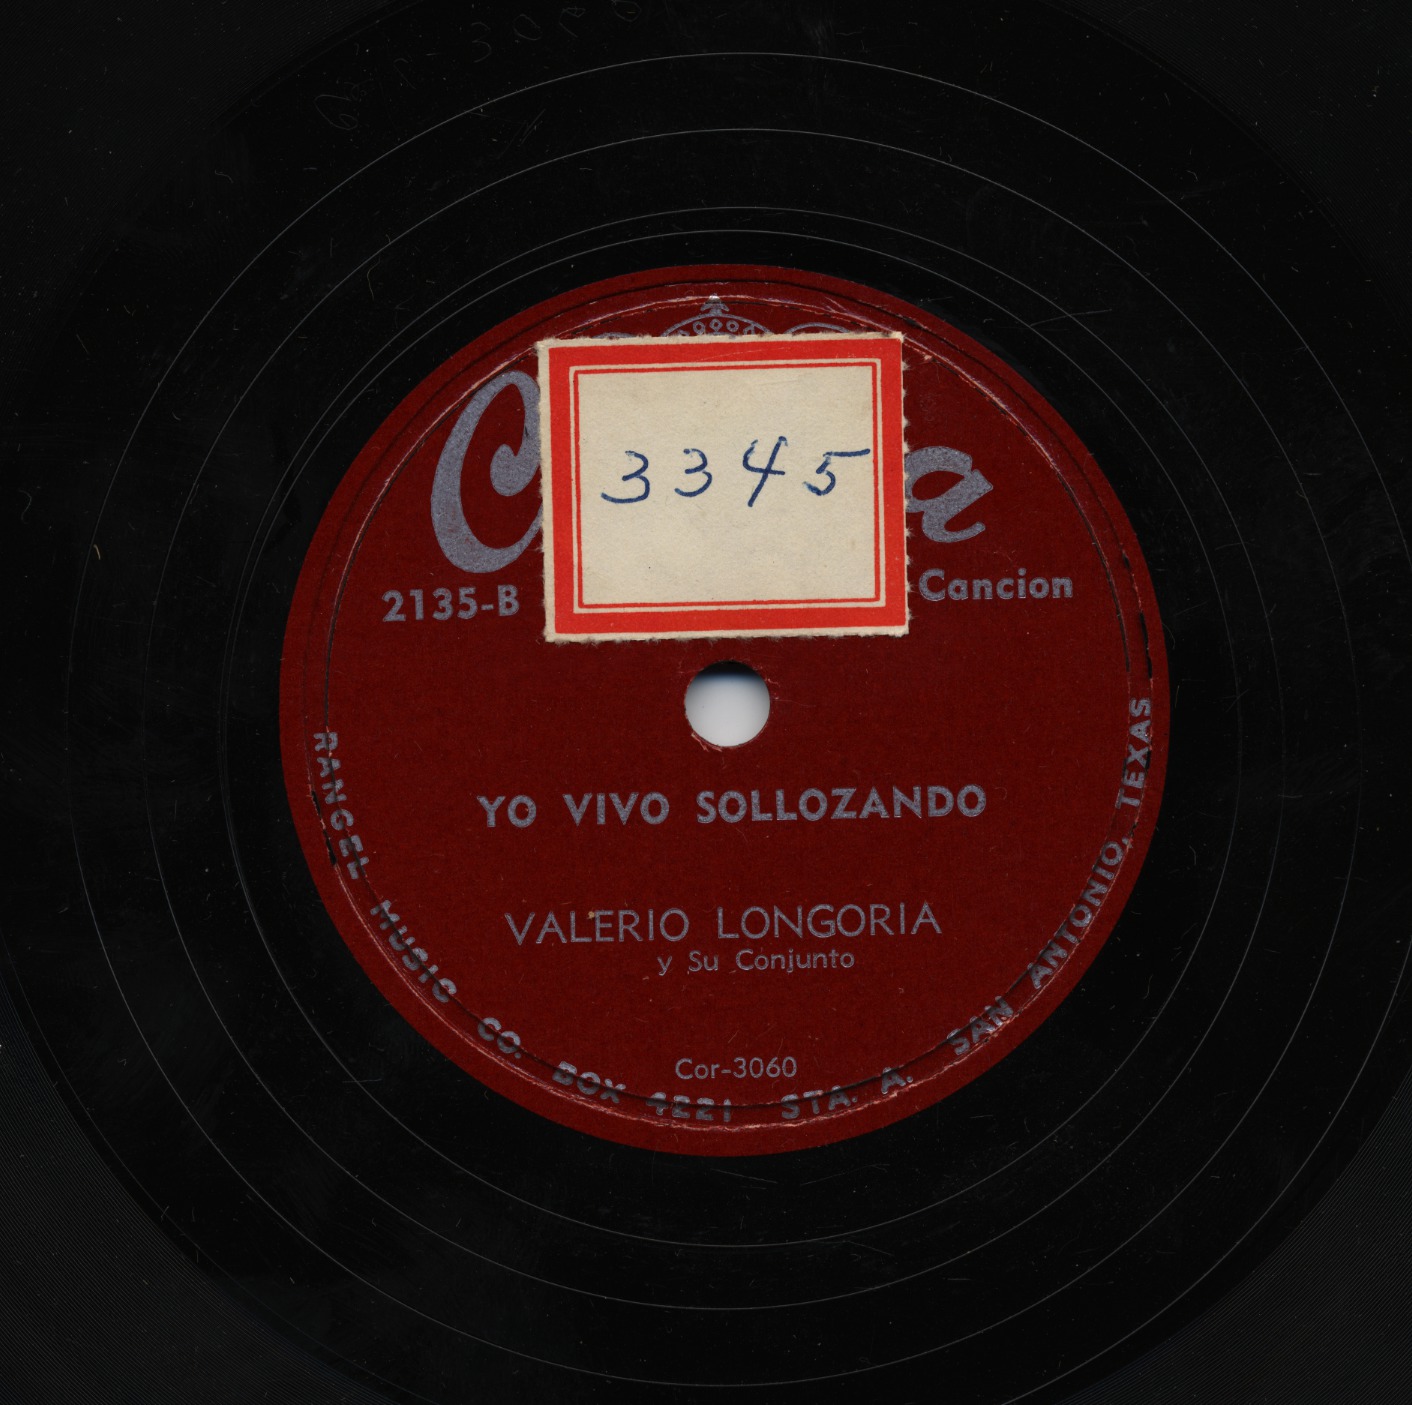 3345
2135-B
Cancion
YO VIVO SOLLOZANDO
VALERIO LONGORIA
y Su Conjunto
Cor-3060
RANGEL MUSIC CO. BOX 4221 STA. A. SAN ANTONIO, TEXAS